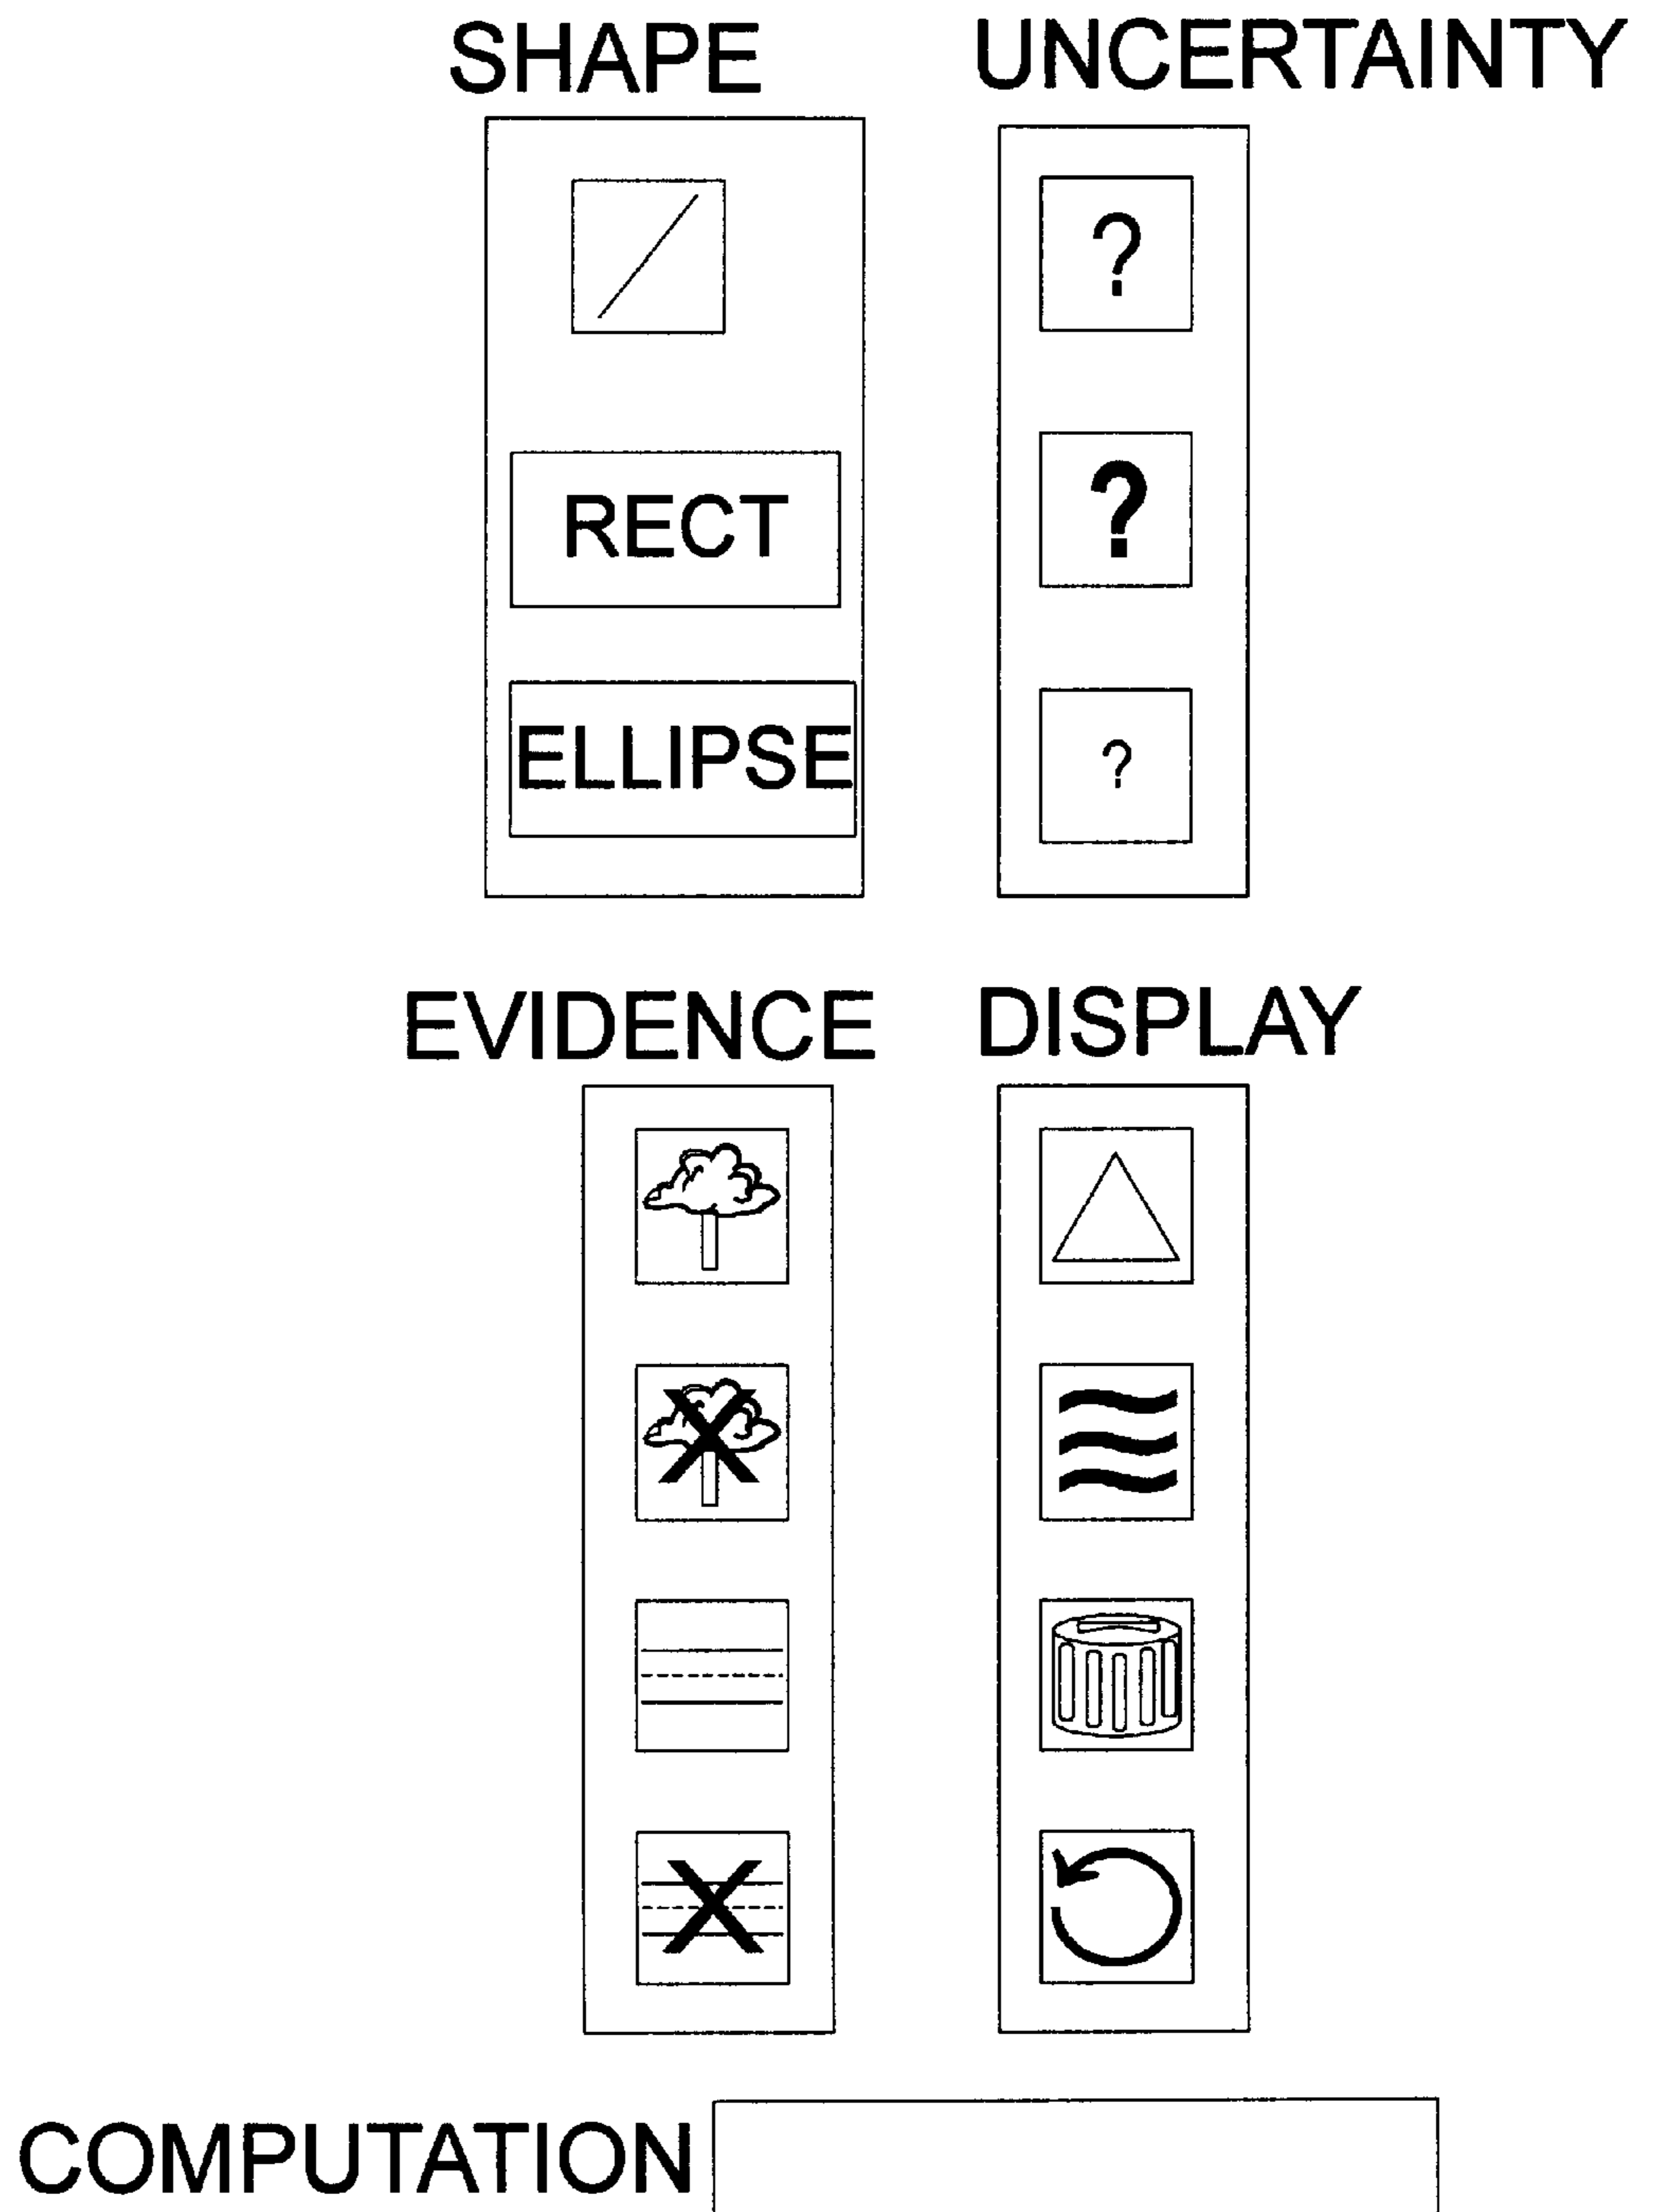 SHAPE
UNCERTAINTY
?
RECT
?
ELLIPSE
?
EVIDENCE
DISPLAY
COMPUTATION